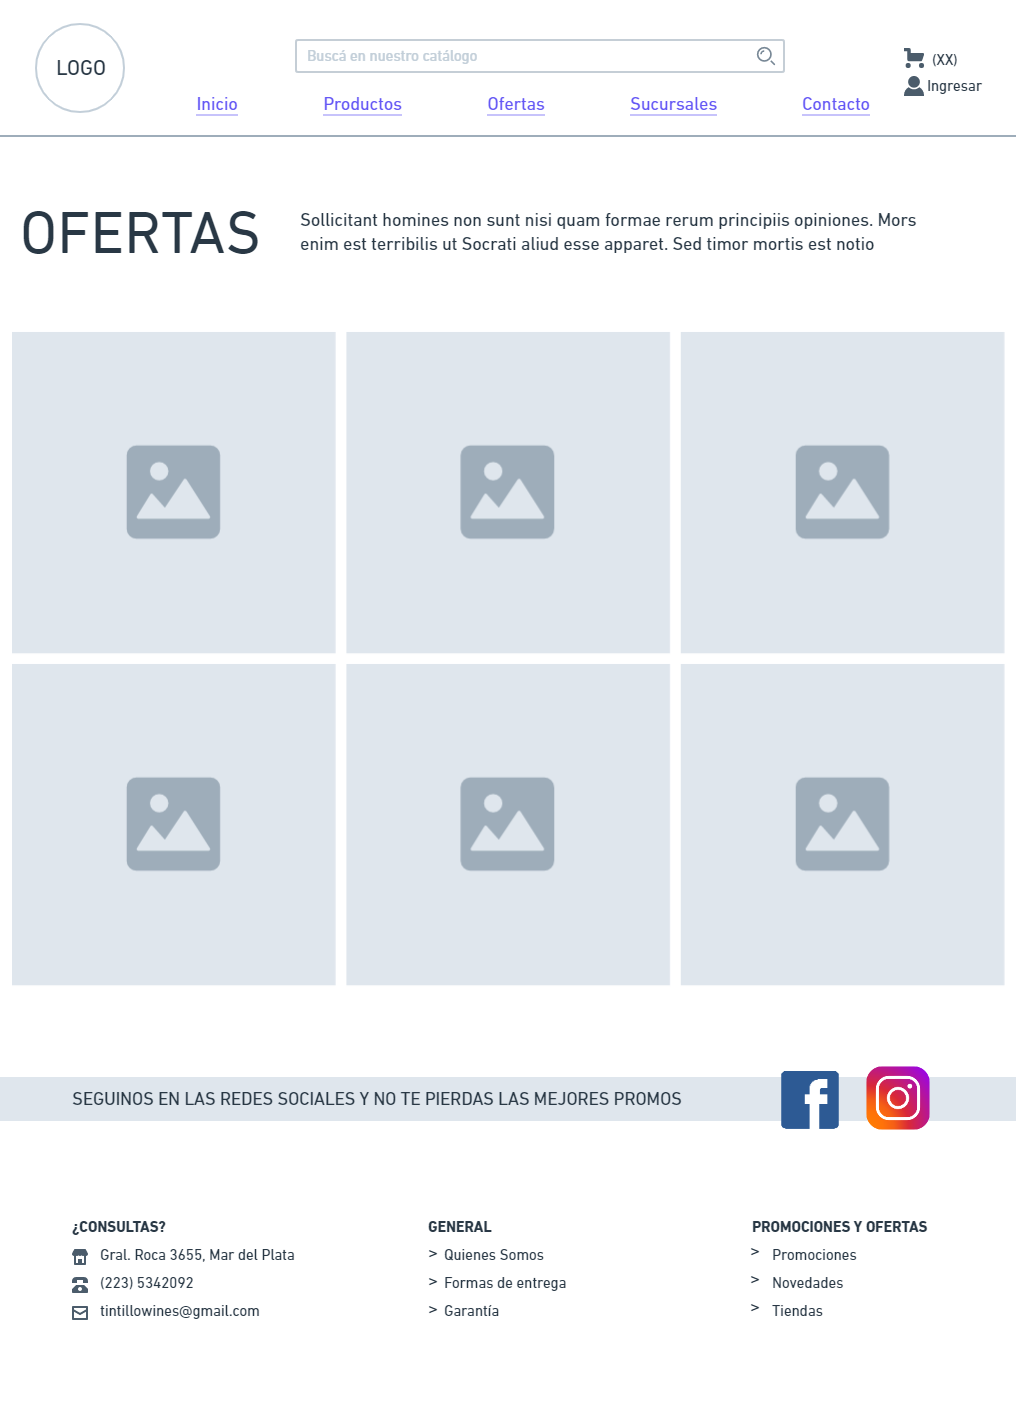 LOGO
Buscá en nuestro catálogo
(XX)
Ingresar
Inicio
Productos
Ofertas
Sucursales
Contacto
OFERTAS
Sollicitant homines non sunt nisi quam formae rerum principiis opiniones. Mors
enim est terribilis ut Socrati aliud esse apparet. Sed timor mortis est notio
SEGUINOS EN LAS REDES SOCIALES Y NO TE PIERDAS LAS MEJORES PROMOS
¿CONSULTAS?
Gral. Roca 3655, Mar del Plata
(223) 5342092
tintillowines@gmail.com
GENERAL
> Quienes Somos
> Formas de entrega
> Garantía
PROMOCIONES Y OFERTAS
> Promociones
> Novedades
> Tiendas